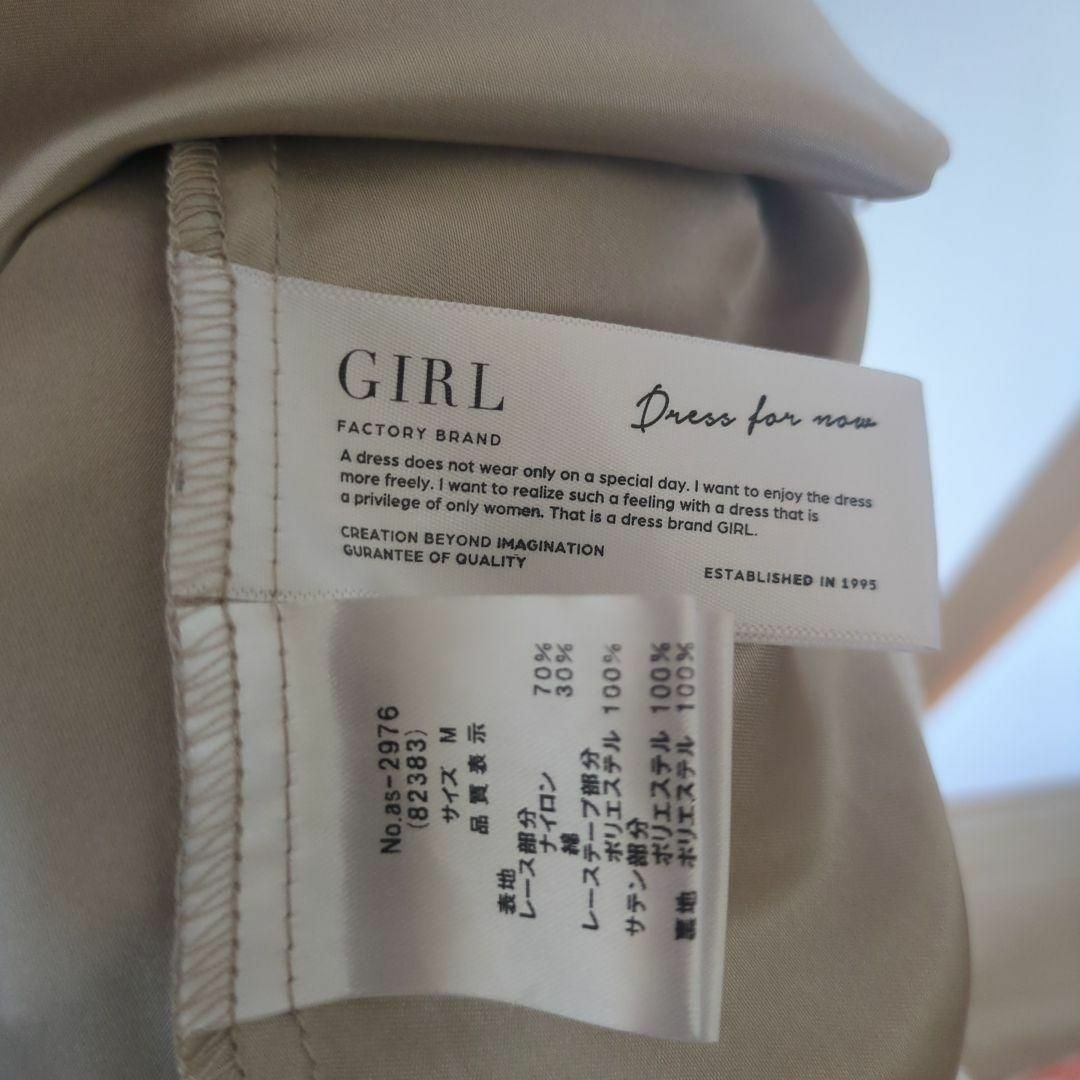 GIRL
Dress for now
FACTORY BRAND
A dress does not wear only on a special day. I want to enjoy the dress
more freely. I want to realize such a feeling with a dress that is
a privilege of only women. That is a dress brand GIRL.
CREATION BEYOND IMAGINATION
GURANTEE OF QUALITY
ESTABLISHED IN 1995
No.as-2976
(82383)
サイズ M
品質表示
表地
レース部分
ナイロン 70%
綿 30%
レーステープ部分
ポリエステル 100%
サテン部分
ポリエステル 100%
裏地 ポリエステル 100%